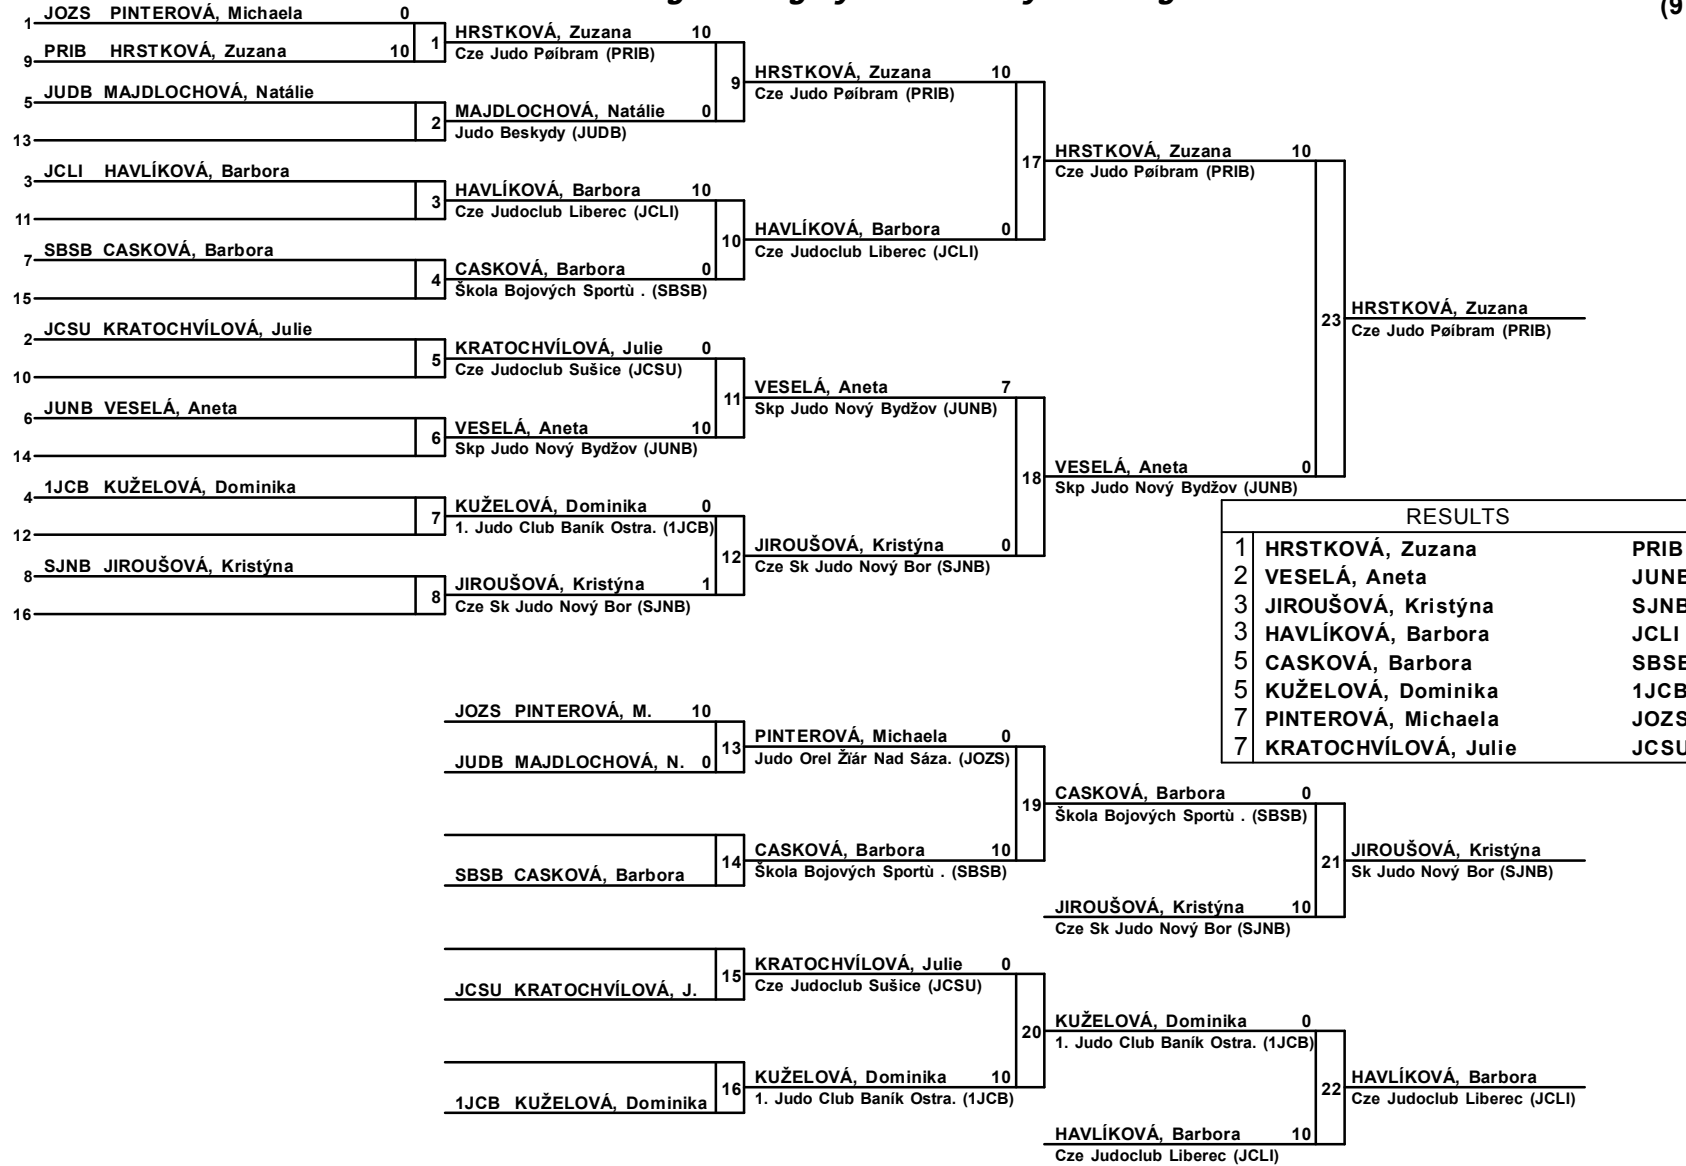 (9
1 JOZS PINTEROVÁ, Michaela 0
9 PRIB HRSTKOVÁ, Zuzana 10
1
HRSTKOVÁ, Zuzana 10
Cze Judo Pøíbram (PRIB)
5 JUDB MAJDLOCHOVÁ, Natálie
13
2
MAJDLOCHOVÁ, Natálie 0
Judo Beskydy (JUDB)
9
HRSTKOVÁ, Zuzana 10
Cze Judo Pøíbram (PRIB)
3 JCLI HAVLÍKOVÁ, Barbora
11
3
HAVLÍKOVÁ, Barbora 10
Cze Judoclub Liberec (JCLI)
7 SBSB CASKOVÁ, Barbora
15
4
CASKOVÁ, Barbora 0
Škola Bojových Sportù . (SBSB)
10
HAVLÍKOVÁ, Barbora 0
Cze Judoclub Liberec (JCLI)
17
HRSTKOVÁ, Zuzana 10
Cze Judo Pøíbram (PRIB)
2 JCSU KRATOCHVÍLOVÁ, Julie
10
5
KRATOCHVÍLOVÁ, Julie 0
Cze Judoclub Sušice (JCSU)
6 JUNB VESELÁ, Aneta
14
6
VESELÁ, Aneta 10
Skp Judo Nový Bydžov (JUNB)
11
VESELÁ, Aneta 7
Skp Judo Nový Bydžov (JUNB)
4 1JCB KUŽELOVÁ, Dominika
12
7
KUŽELOVÁ, Dominika 0
1. Judo Club Baník Ostra. (1JCB)
8 SJNB JIROUŠOVÁ, Kristýna
16
8
JIROUŠOVÁ, Kristýna 1
Cze Sk Judo Nový Bor (SJNB)
12
JIROUŠOVÁ, Kristýna 0
Cze Sk Judo Nový Bor (SJNB)
18
VESELÁ, Aneta 0
Skp Judo Nový Bydžov (JUNB)
23
HRSTKOVÁ, Zuzana
Cze Judo Pøíbram (PRIB)
RESULTS
1 HRSTKOVÁ, Zuzana PRIB
2 VESELÁ, Aneta JUNB
3 JIROUŠOVÁ, Kristýna SJNB
3 HAVLÍKOVÁ, Barbora JCLI
5 CASKOVÁ, Barbora SBSB
5 KUŽELOVÁ, Dominika 1JCB
7 PINTEROVÁ, Michaela JOZS
7 KRATOCHVÍLOVÁ, Julie JCSU
JOZS PINTEROVÁ, M. 10
JUDB MAJDLOCHOVÁ, N. 0
13
PINTEROVÁ, Michaela 0
Judo Orel Žïár Nad Sáza. (JOZS)
SBSB CASKOVÁ, Barbora
14
CASKOVÁ, Barbora 10
Škola Bojových Sportù . (SBSB)
19
CASKOVÁ, Barbora 0
Škola Bojových Sportù . (SBSB)
JIROUŠOVÁ, Kristýna 10
Cze Sk Judo Nový Bor (SJNB)
21
JIROUŠOVÁ, Kristýna
Sk Judo Nový Bor (SJNB)
JCSU KRATOCHVÍLOVÁ, J.
15
KRATOCHVÍLOVÁ, Julie 0
Cze Judoclub Sušice (JCSU)
1JCB KUŽELOVÁ, Dominika
16
KUŽELOVÁ, Dominika 10
1. Judo Club Baník Ostra. (1JCB)
20
KUŽELOVÁ, Dominika 0
1. Judo Club Baník Ostra. (1JCB)
HAVLÍKOVÁ, Barbora 10
Cze Judoclub Liberec (JCLI)
22
HAVLÍKOVÁ, Barbora
Cze Judoclub Liberec (JCLI)